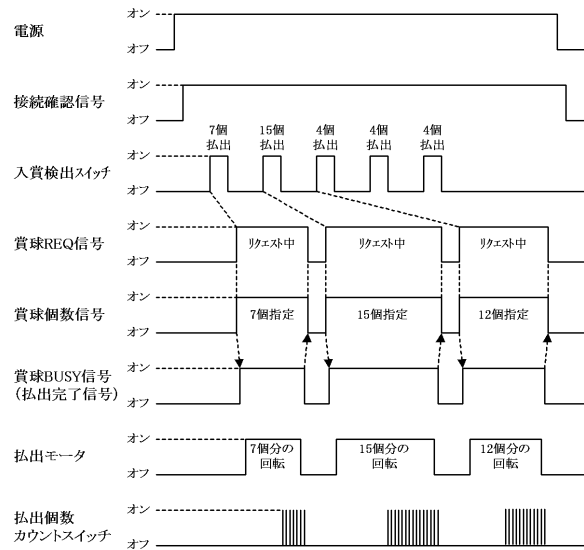 電源
オン
オフ
接続確認信号
オン
オフ
7個
払出
15個
払出
4個
払出
4個
払出
4個
払出
入賞検出スイッチ
オン
オフ
賞球REQ信号
オン
オフ
リクエスト中
リクエスト中
リクエスト中
賞球個数信号
オン
オフ
7個指定
15個指定
12個指定
賞球BUSY信号
(払出完了信号)
オン
オフ
払出モータ
オン
オフ
7個分の
回転
15個分の
回転
12個分の
回転
払出個数
カウントスイッチ
オン
オフ